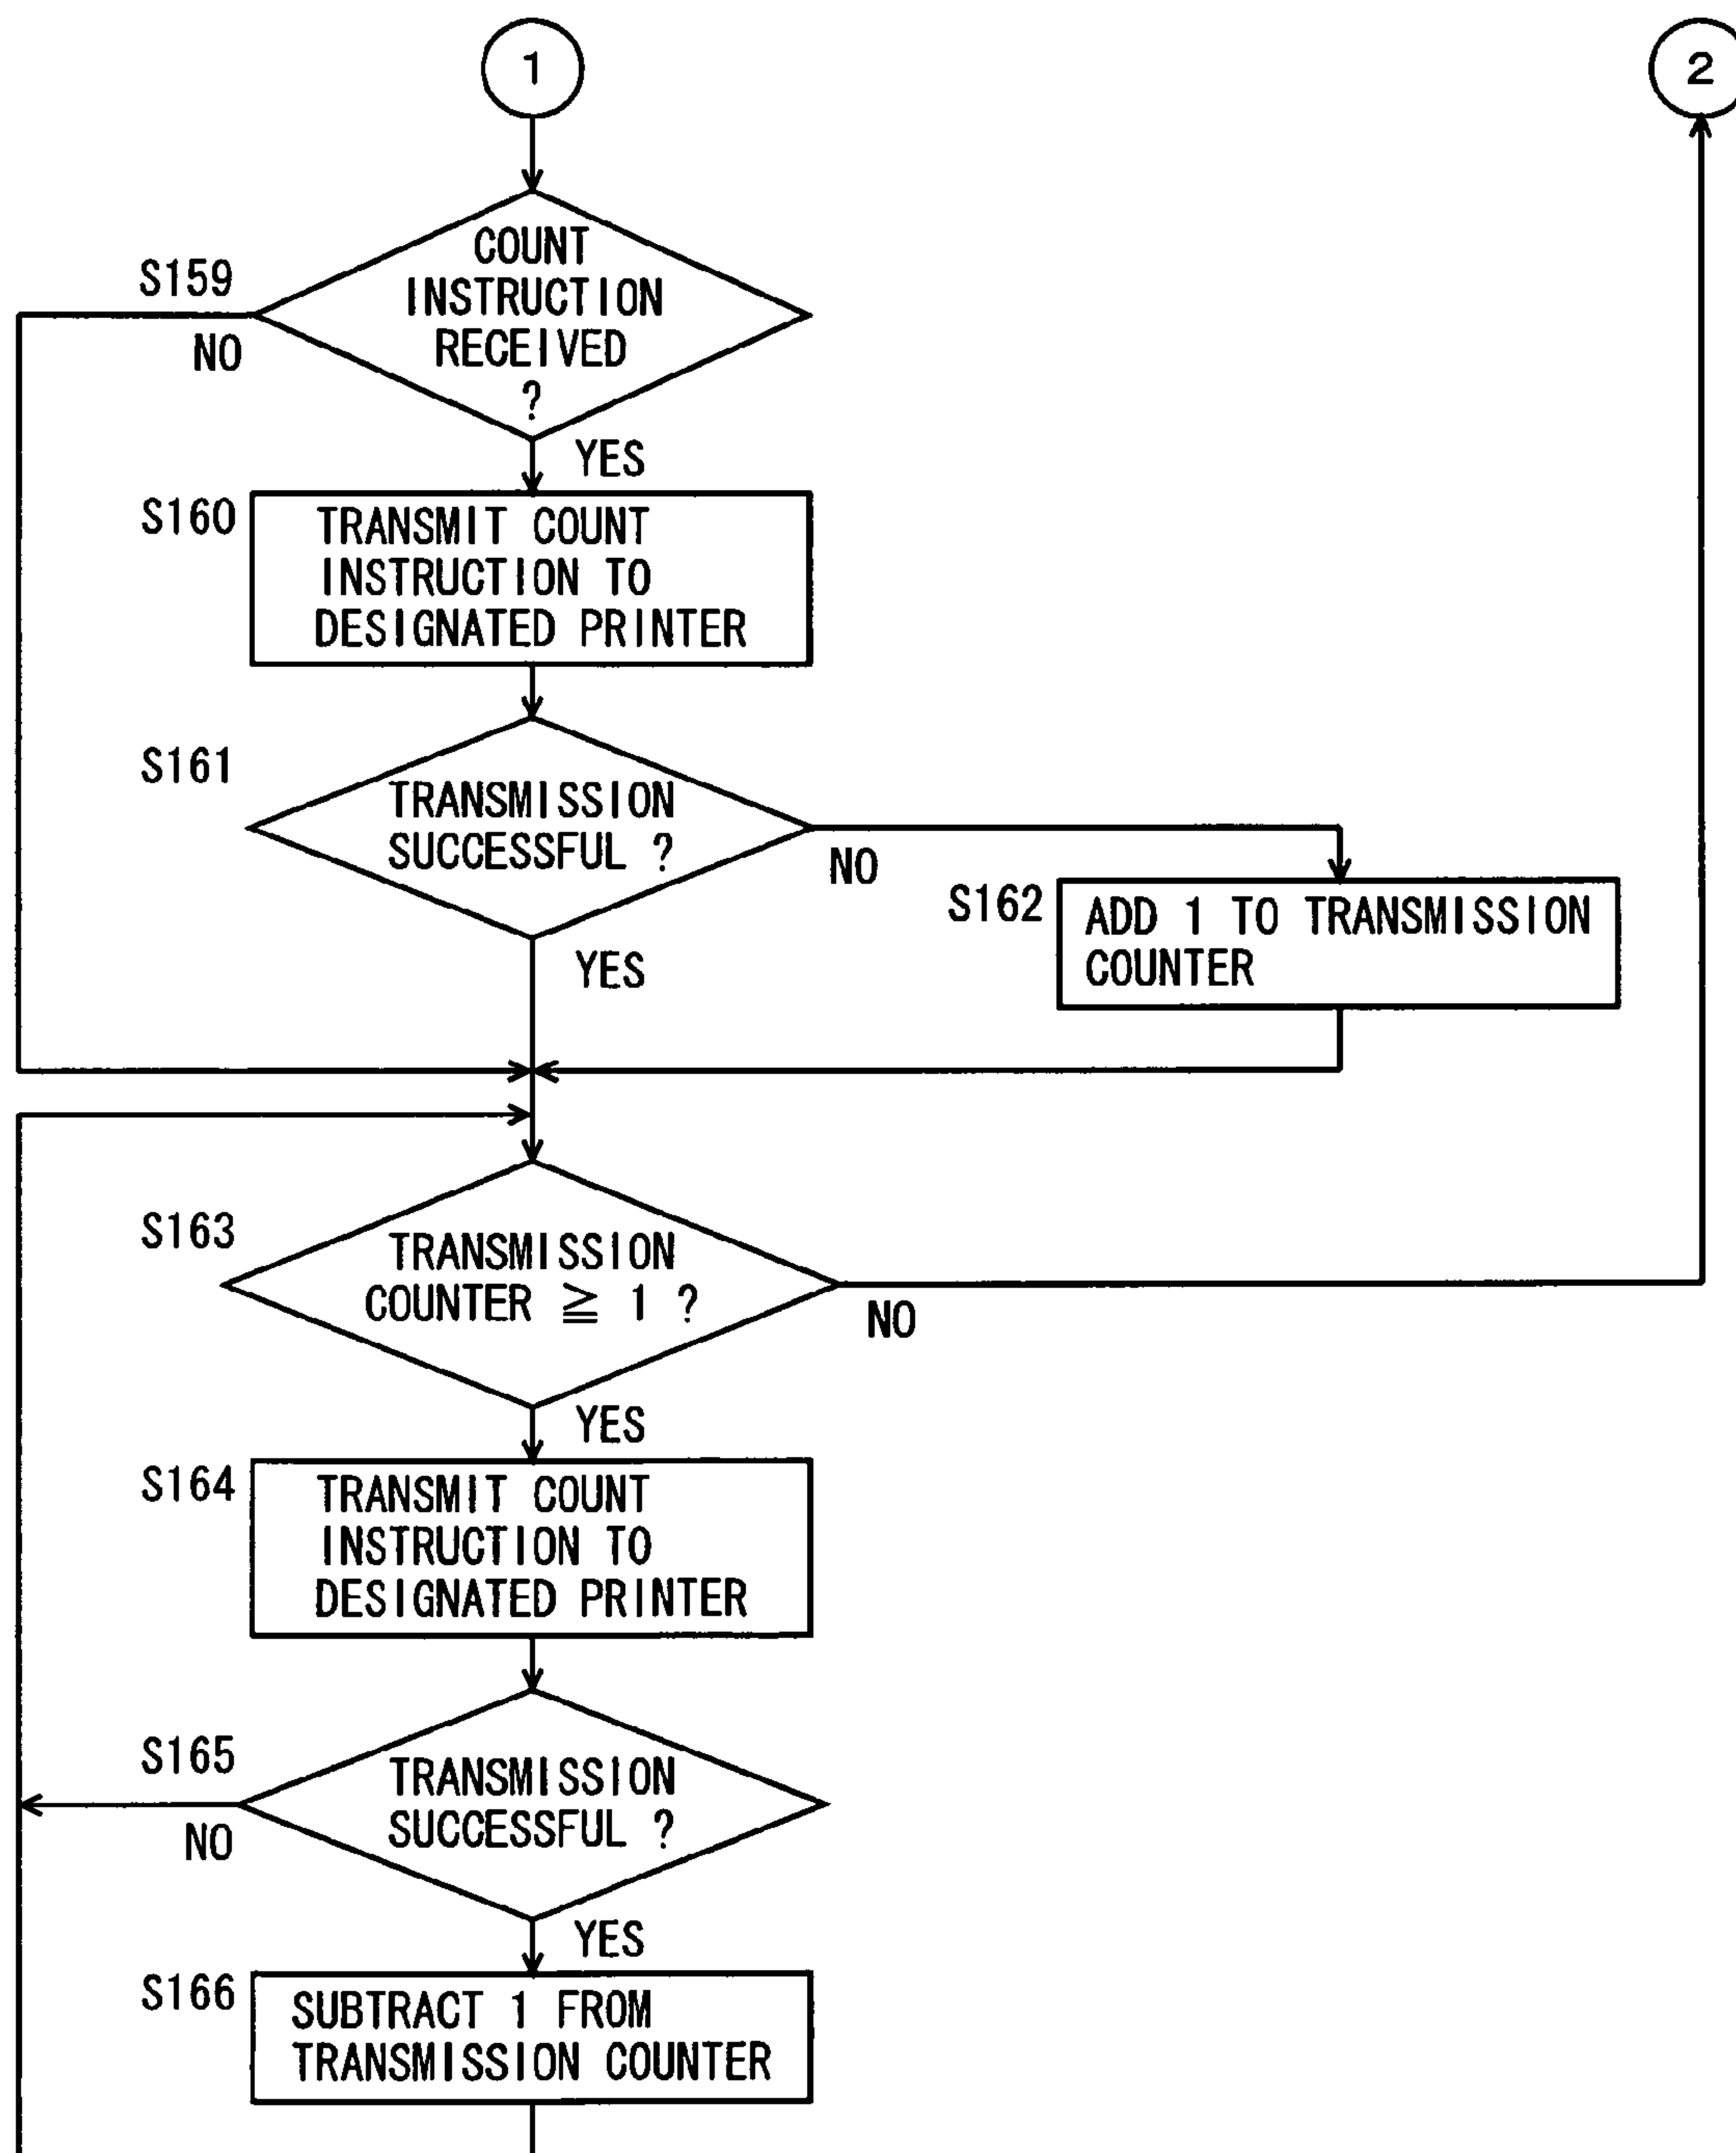 1
2
COUNT
INSTRUCTION
RECEIVED
?
S159
NO
YES
S160
TRANSMIT COUNT
INSTRUCTION TO
DESIGNATED PRINTER
S161
TRANSMISSION
SUCCESSFUL ?
NO
S162
ADD 1 TO TRANSMISSION
COUNTER
YES
S163
TRANSMISSION
COUNTER ≧ 1 ?
NO
YES
S164
TRANSMIT COUNT
INSTRUCTION TO
DESIGNATED PRINTER
S165
TRANSMISSION
SUCCESSFUL ?
NO
YES
S166
SUBTRACT 1 FROM
TRANSMISSION COUNTER